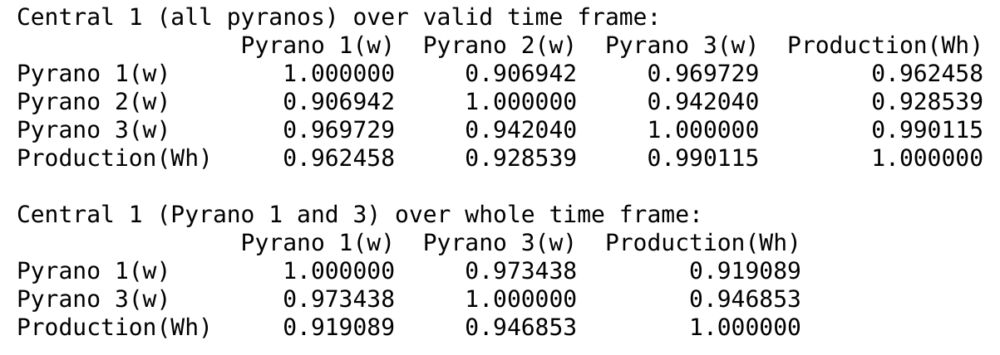 Central 1 (all pyranos) over valid time frame:
Pyrano 1(w) Pyrano 2(w) Pyrano 3(w) Production(Wh)
Pyrano 1(w) 1.000000 0.906942 0.969729 0.962458
Pyrano 2(w) 0.906942 1.000000 0.942040 0.928539
Pyrano 3(w) 0.969729 0.942040 1.000000 0.990115
Production(Wh) 0.962458 0.928539 0.990115 1.000000
Central 1 (Pyrano 1 and 3) over whole time frame:
Pyrano 1(w) Pyrano 3(w) Production(Wh)
Pyrano 1(w) 1.000000 0.973438 0.919089
Pyrano 3(w) 0.973438 1.000000 0.946853
Production(Wh) 0.919089 0.946853 1.000000